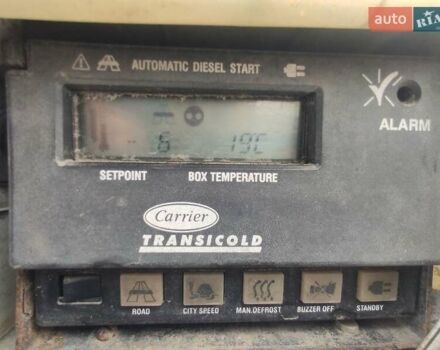 auto RIA
AUTOMATIC DIESEL START
6 19C
ALARM
SETPOINT BOX TEMPERATURE
Carrier
TRANSICOLD
ROAD CITY SPEED MAN.DEFROST BUZZER OFF STANDBY